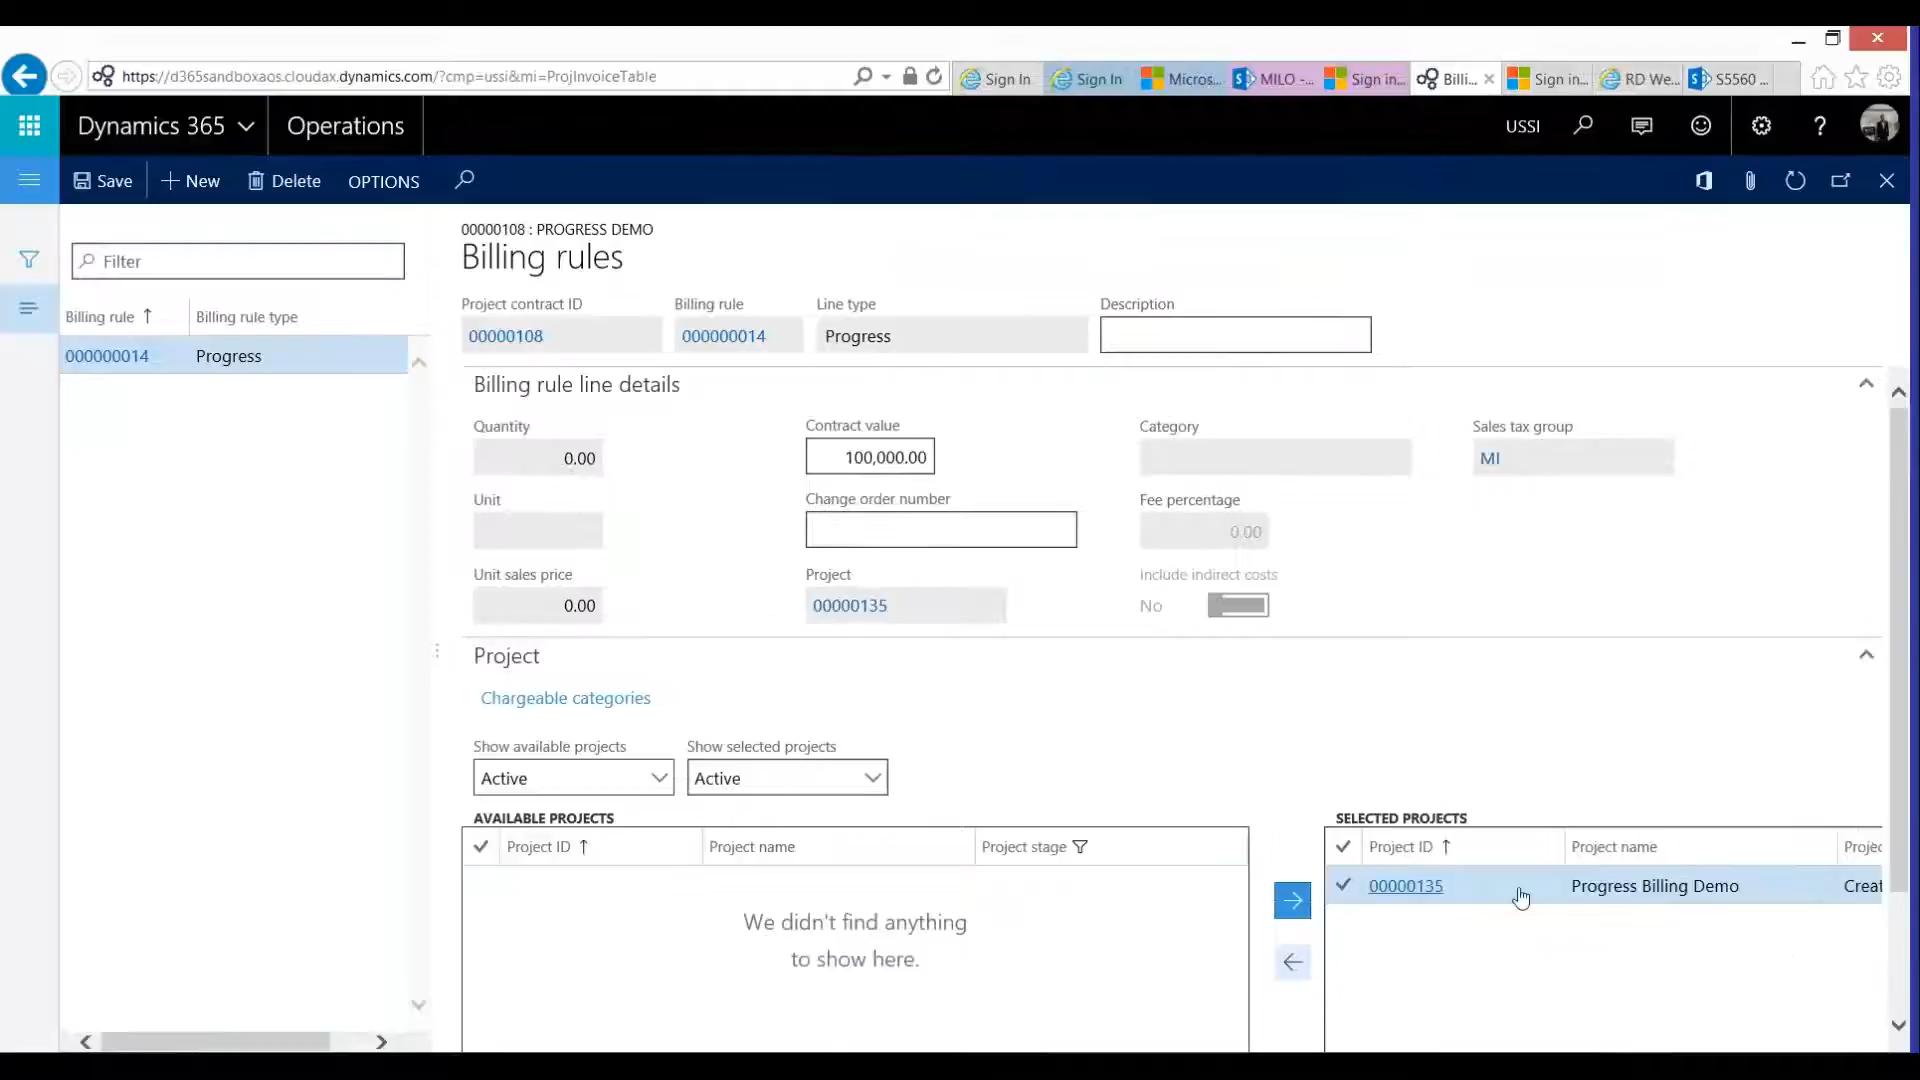 https://d365sandboxaos.cloudax.dynamics.com/?cmp=ussi&mi=ProjInvoiceTable
Sign In
Sign In
Micros...
MILO -...
Sign in...
Billi...
Sign in...
RD We...
S5560 ...
Dynamics 365
Operations
USSI
?
Save
New
Delete
OPTIONS
Filter
Billing rule
Billing rule type
000000014
Progress
00000108 : PROGRESS DEMO
Billing rules
Project contract ID
Billing rule
Line type
Description
00000108
000000014
Progress
Billing rule line details
Quantity
Contract value
Category
Sales tax group
0.00
100,000.00
MI
Unit
Change order number
Fee percentage
0.00
Unit sales price
Project
Include indirect costs
0.00
00000135
No
Project
Chargeable categories
Show available projects
Show selected projects
Active
Active
AVAILABLE PROJECTS
SELECTED PROJECTS
Project ID
Project name
Project stage
Project ID
Project name
Projec
We didn't find anything
to show here.
00000135
Progress Billing Demo
Creat